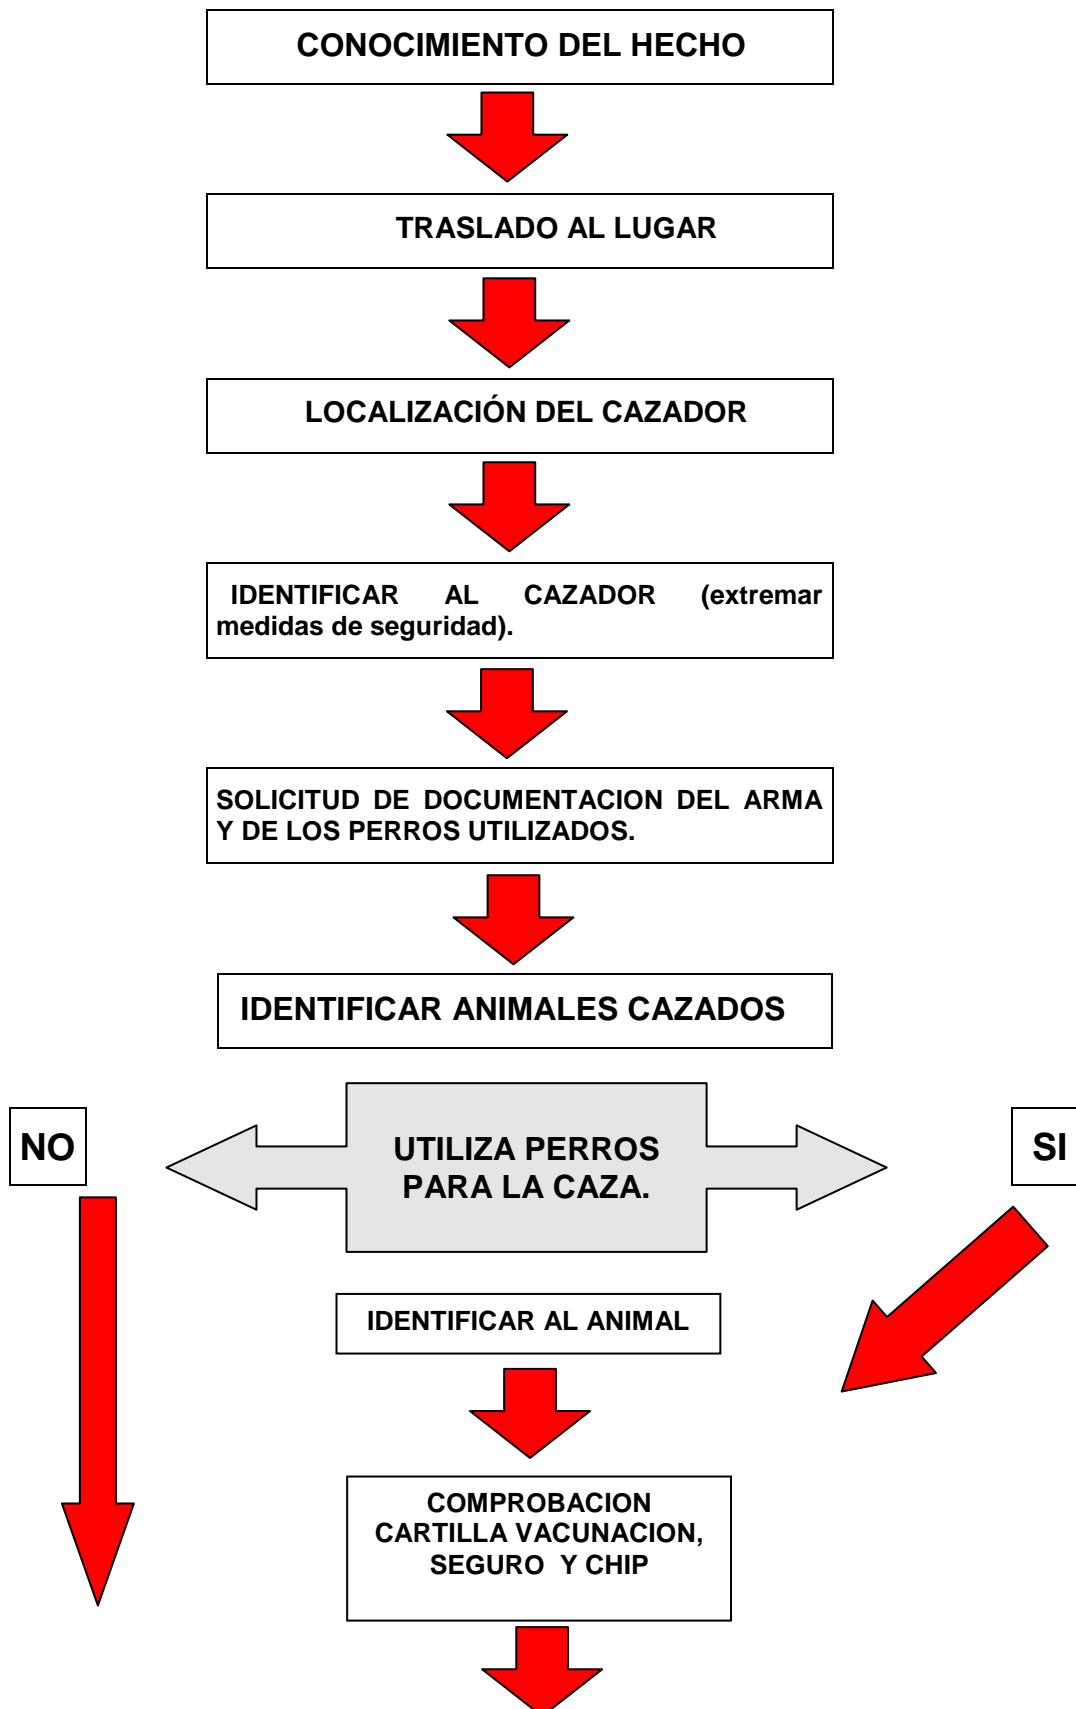 CONOCIMIENTO DEL HECHO
TRASLADO AL LUGAR
LOCALIZACIÓN DEL CAZADOR
IDENTIFICAR AL CAZADOR (extremar
medidas de seguridad).
SOLICITUD DE DOCUMENTACION DEL ARMA
Y DE LOS PERROS UTILIZADOS.
IDENTIFICAR ANIMALES CAZADOS
NO
UTILIZA PERROS
PARA LA CAZA.
SI
IDENTIFICAR AL ANIMAL
COMPROBACION
CARTILLA VACUNACION,
SEGURO Y CHIP